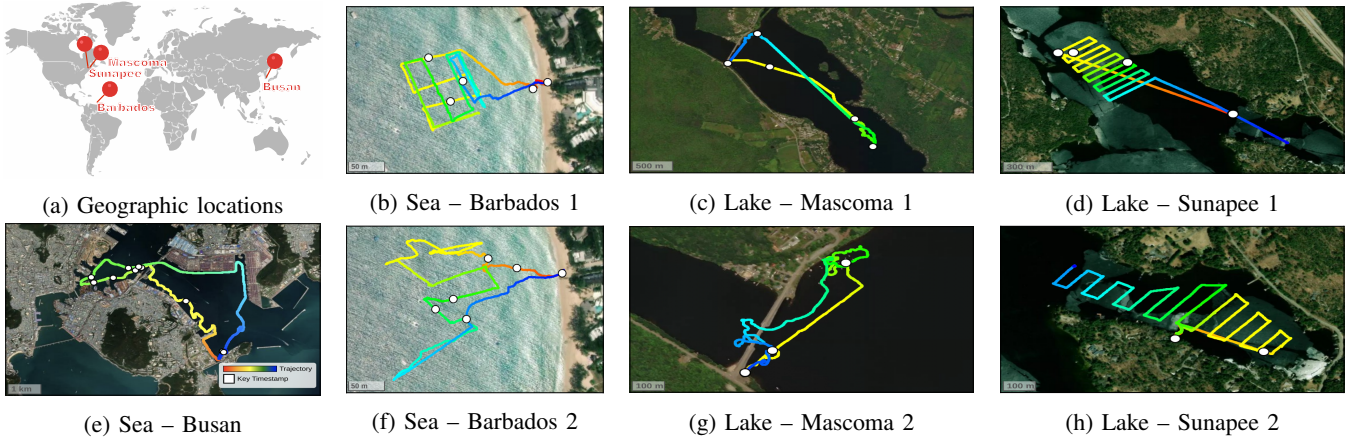 Mascoma
Sunapee
Barbados
Busan
50 m
500 m
300 m
(a) Geographic locations
(b) Sea – Barbados 1
(c) Lake – Mascoma 1
(d) Lake – Sunapee 1
Trajectory
Key Timestamp
1 km
50 m
100 m
100 m
(e) Sea – Busan
(f) Sea – Barbados 2
(g) Lake – Mascoma 2
(h) Lake – Sunapee 2